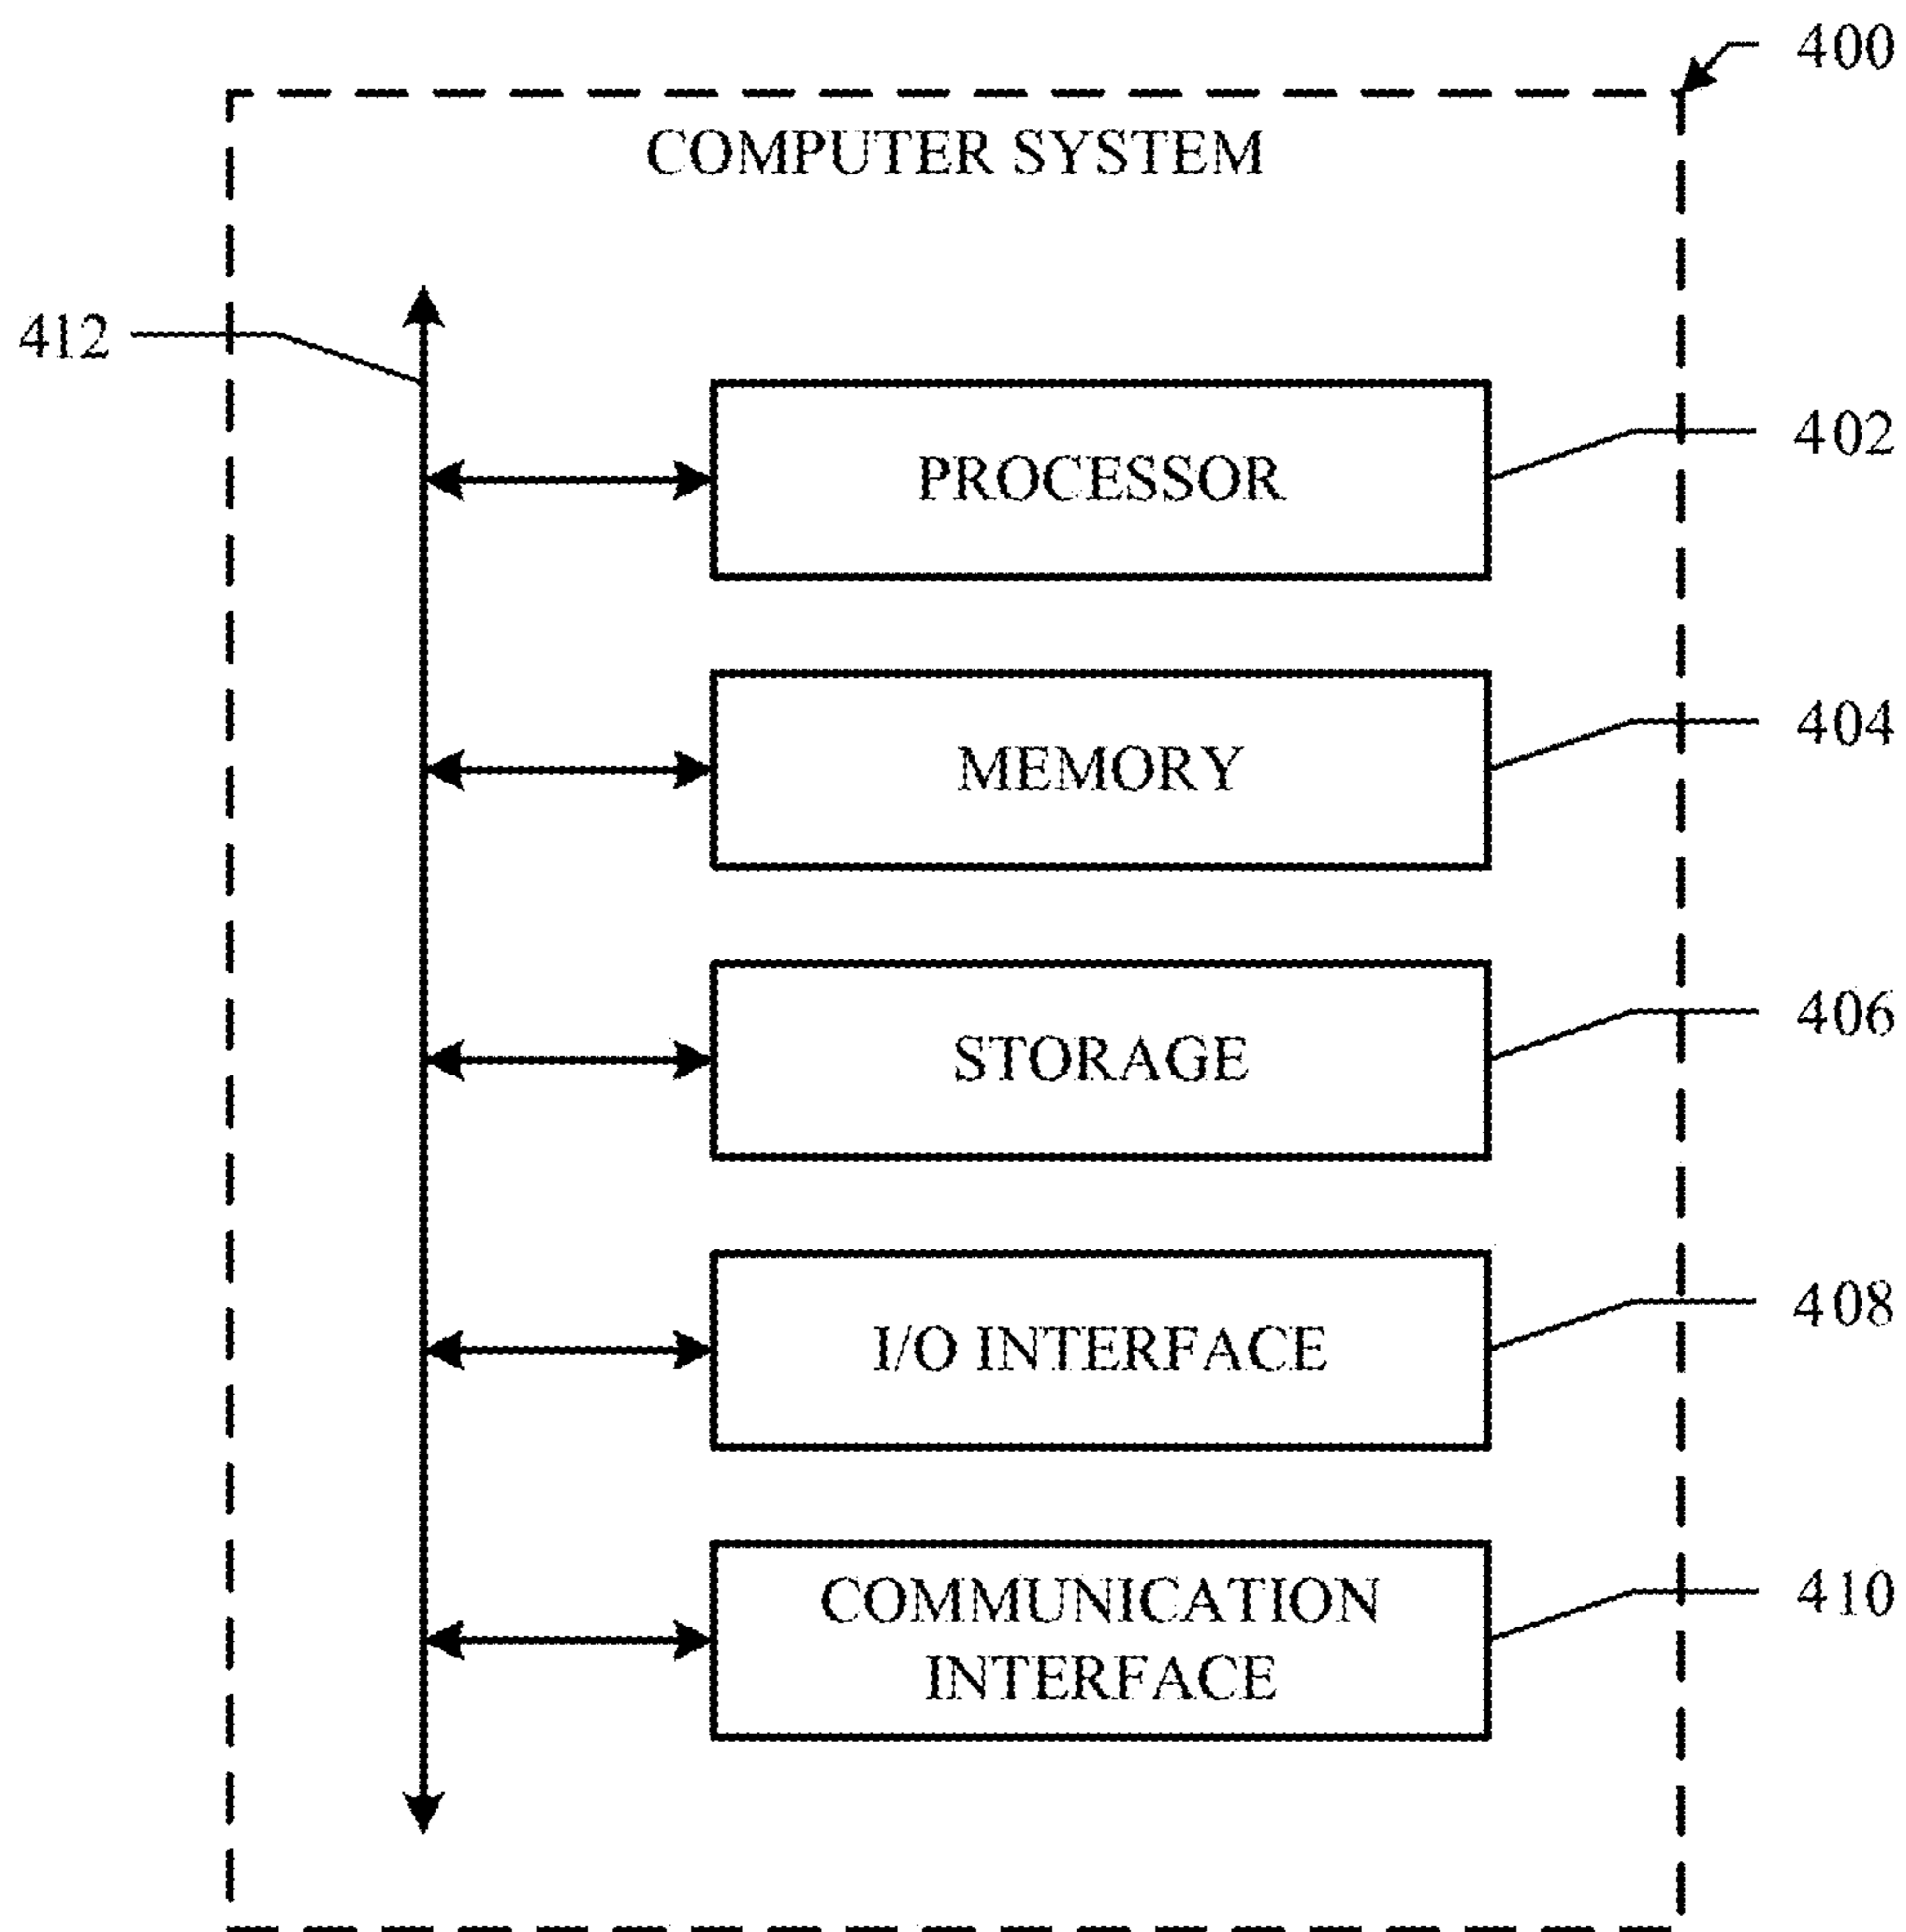 400
COMPUTER SYSTEM
412
PROCESSOR
402
MEMORY
404
STORAGE
406
I/O INTERFACE
408
COMMUNICATION
INTERFACE
410